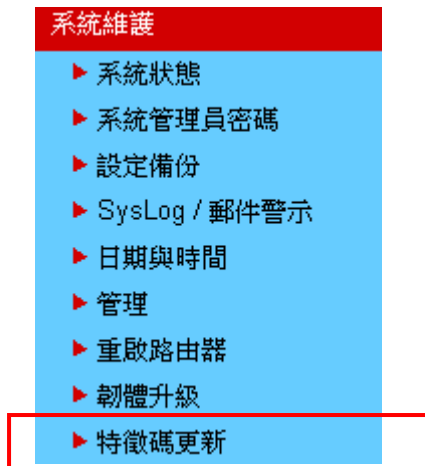 系統維護
系統狀態
系統管理員密碼
設定備份
SysLog / 郵件警示
日期與時間
管理
重啟路由器
韌體升級
特徵碼更新